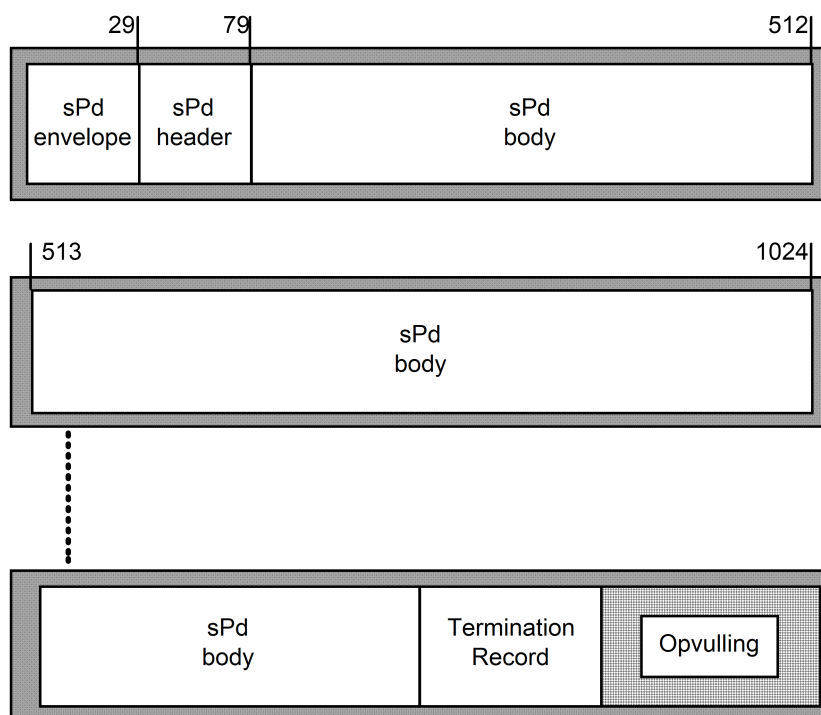 29 79 512
sPd sPd sPd
envelope header body
513 1024
sPd
body
sPd Termination Opvulling
body Record